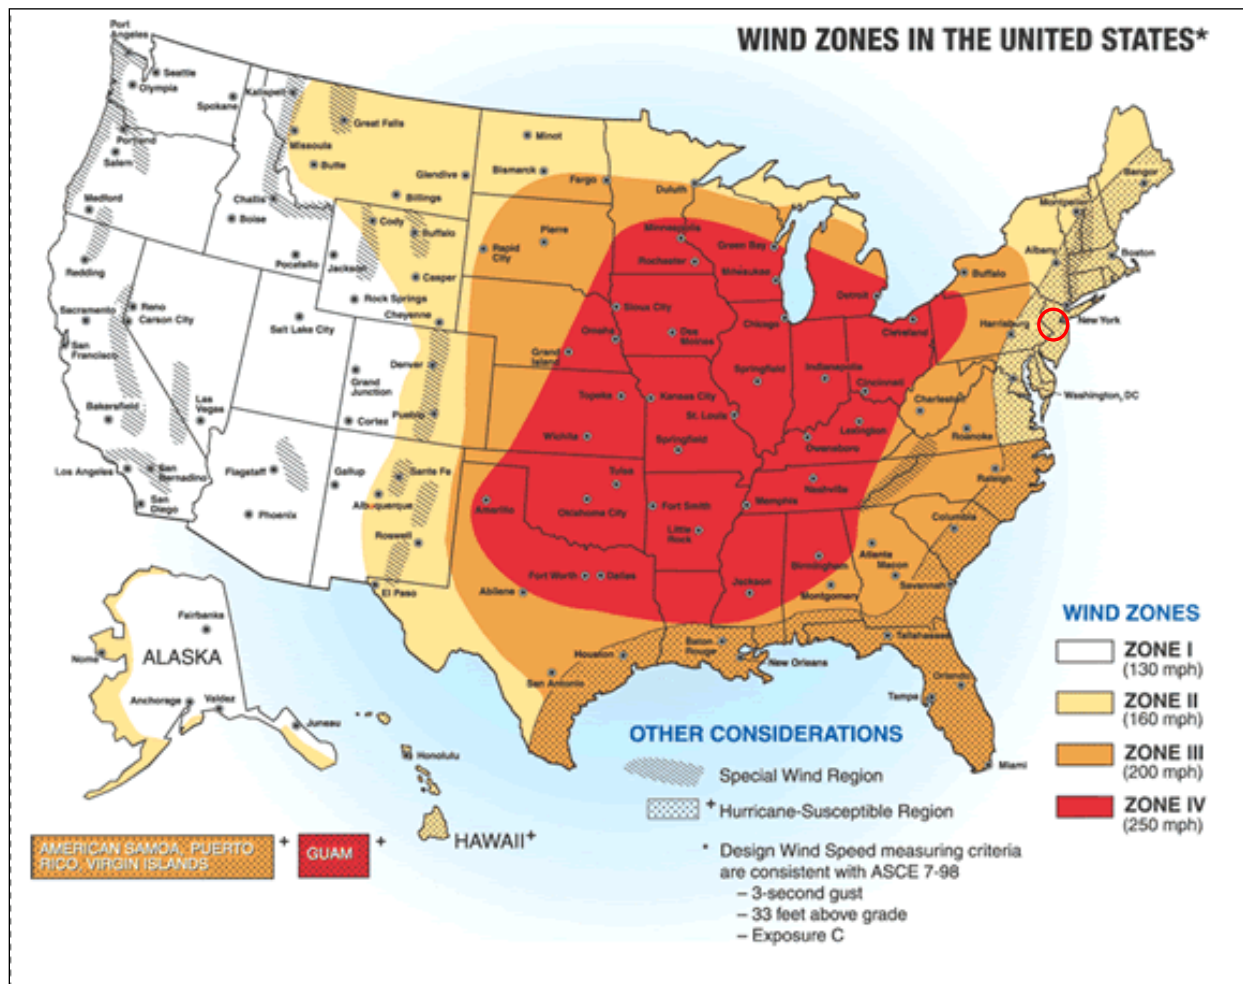 WIND ZONES IN THE UNITED STATES*
Port
Angeles
Seattle
Olympia
Spokane
Kalispell
Great Falls
Minot
Portland
Salem
Missoula
Butte
Glendive
Bismarck
Fargo
Duluth
Bangor
Medford
Challis
Boise
Billings
Cody
Buffalo
Pierre
Rapid
City
Minneapolis
Green Bay
Montpelier
Albany
Boston
Redding
Pocatello
Jackson
Casper
Rochester
Milwaukee
Detroit
Buffalo
Sacramento
Reno
Carson City
Rock Springs
Cheyenne
Salt Lake City
Sioux City
Omaha
Des
Moines
Chicago
Cleveland
Harrisburg
New York
San
Francisco
Grand
Junction
Denver
Grand
Island
Springfield
Indianapolis
Cincinnati
Washington, DC
Bakersfield
Las
Vegas
Cortez
Pueblo
Topeka
Kansas City
St. Louis
Charleston
Lexington
Roanoke
Wichita
Springfield
Owensboro
Los Angeles
San
Bernadino
San
Diego
Flagstaff
Gallup
Sante Fe
Albuquerque
Tulsa
Amarillo
Oklahoma City
Fort Smith
Memphis
Nashville
Raleigh
Phoenix
Roswell
Little
Rock
Columbia
Atlanta
Macon
Birmingham
El Paso
Abilene
Fort Worth
Dallas
Jackson
Montgomery
Savannah
Houston
San Antonio
Baton
Rouge
New Orleans
Tallahassee
Orlando
Tampa
Miami
Fairbanks
Nome
ALASKA
Anchorage
Valdez
Juneau
Honolulu
HAWAII+
AMERICAN SAMOA, PUERTO
RICO, VIRGIN ISLANDS
+
GUAM
+
OTHER CONSIDERATIONS
Special Wind Region
+ Hurricane-Susceptible Region
* Design Wind Speed measuring criteria
are consistent with ASCE 7-98
– 3-second gust
– 33 feet above grade
– Exposure C
WIND ZONES
ZONE I
(130 mph)
ZONE II
(160 mph)
ZONE III
(200 mph)
ZONE IV
(250 mph)